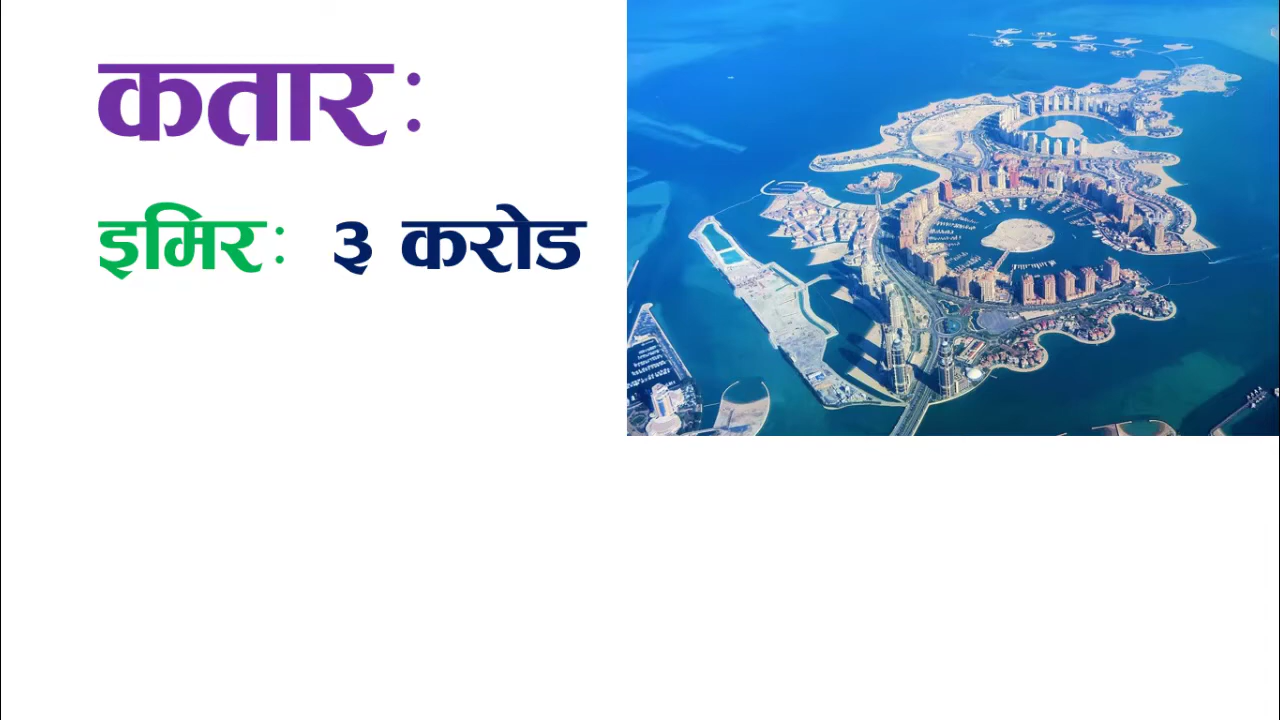 कतार :
इमिर : ३ करोड